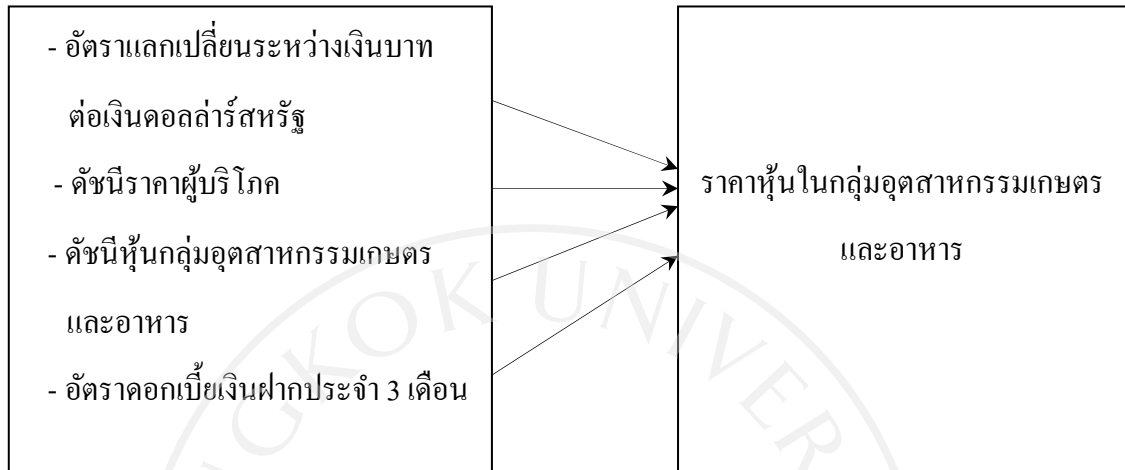 - อัตราแลกเปลี่ยนระหว่างเงินบาท
ต่อเงินดอลล่าร์สหรัฐ
- ดัชนีราคาผู้บริโภค
- ดัชนีหุ้นกลุ่มอุตสาหกรรมเกษตร
และอาหาร
- อัตราดอกเบี้ยเงินฝากประจำ 3 เดือน
ราคาหุ้นในกลุ่มอุตสาหกรรมเกษตร
และอาหาร
GKOK UNIVER